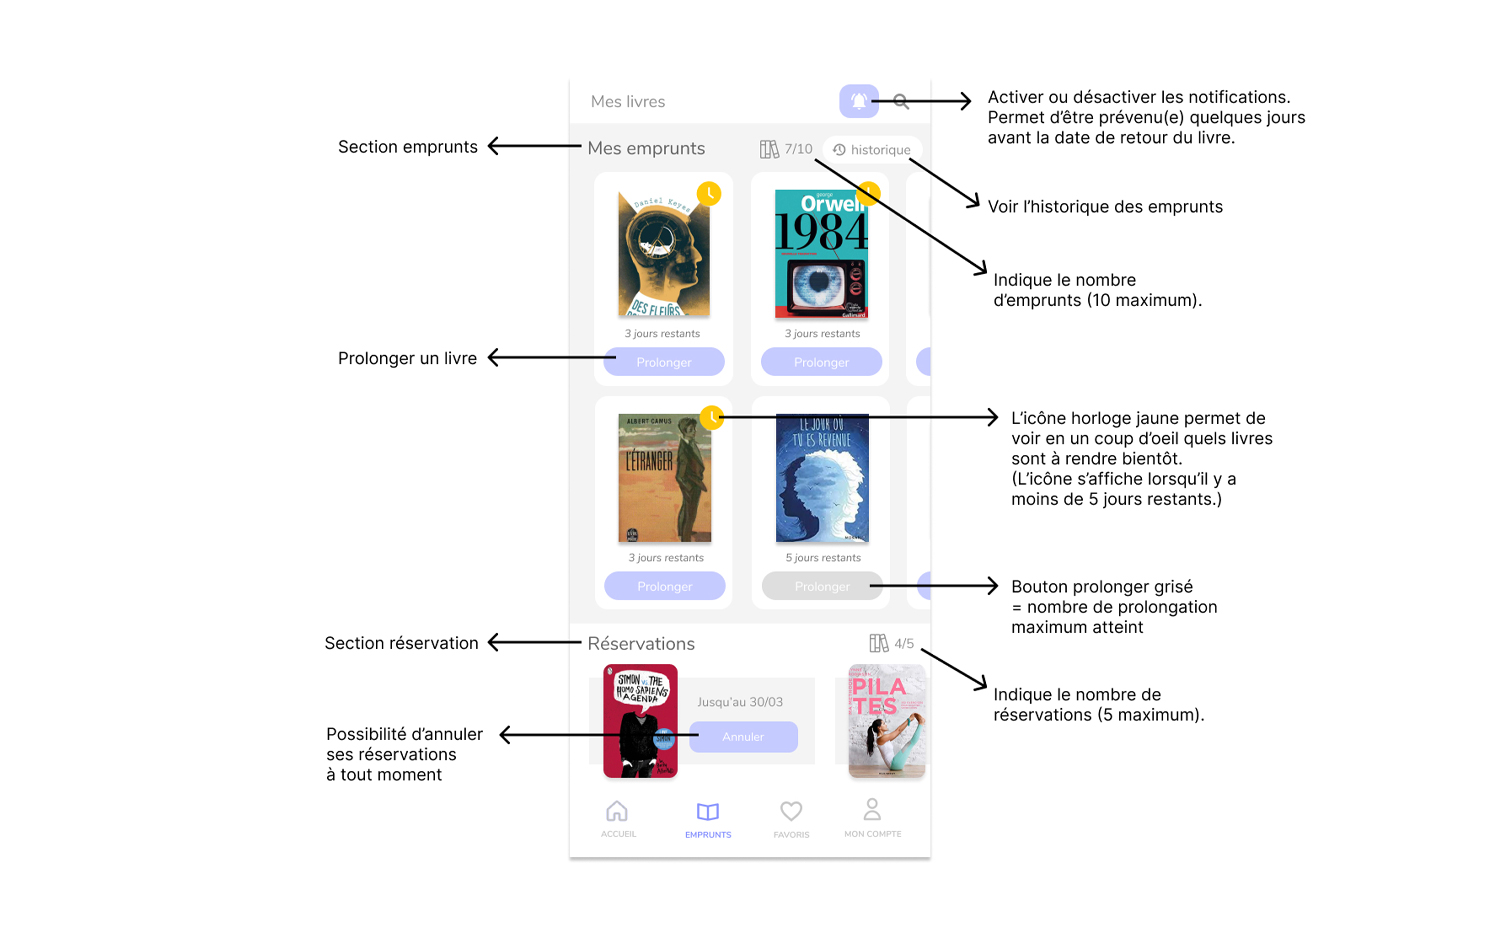 Mes livres
Activer ou désactiver les notifications.
Permet d'être prévenu(e) quelques jours
avant la date de retour du livre.
Section emprunts
Mes emprunts
7/10
historique
Voir l'historique des emprunts
Daniel Keyes
DES FLEURS
george
Orwell
1984
Gallimard
Indique le nombre
d'emprunts (10 maximum).
3 jours restants
3 jours restants
Prolonger un livre
Prolonger
Prolonger
ALBERT CAMUS
L'ÉTRANGER
LE JOUR OÙ
TU ES REVENUE
L'icône horloge jaune permet de
voir en un coup d'oeil quels livres
sont à rendre bientôt.
(L'icône s'affiche lorsqu'il y a
moins de 5 jours restants.)
3 jours restants
5 jours restants
Prolonger
Prolonger
Bouton prolonger grisé
= nombre de prolongation
maximum atteint
Section réservation
Réservations
4/5
Indique le nombre de
réservations (5 maximum).
SIMON VS. THE
HOMO SAPIENS
AGENDA
Jusqu'au 30/03
Annuler
PILA
TES
Possibilité d'annuler
ses réservations
à tout moment
ACCUEIL
EMPRUNTS
FAVORIS
MON COMPTE